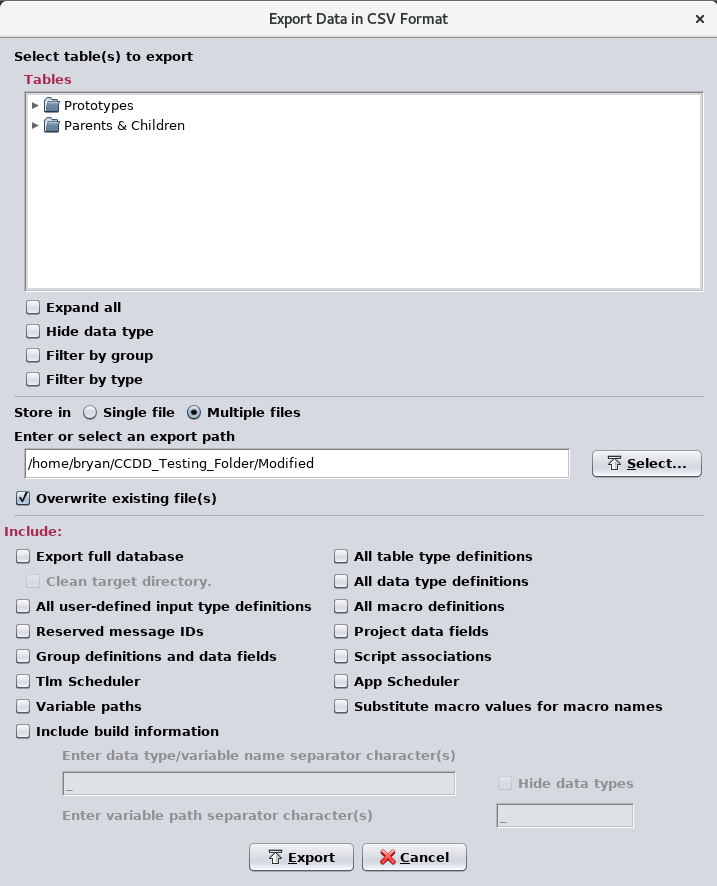 Export Data in CSV Format
Select table(s) to export
Tables
Prototypes
Parents & Children
Expand all
Hide data type
Filter by group
Filter by type
Store in Single file Multiple files
Enter or select an export path
/home/bryan/CCDD_Testing_Folder/Modified Select...
Overwrite existing file(s)
Include:
Export full database All table type definitions
Clean target directory. All data type definitions
All user-defined input type definitions All macro definitions
Reserved message IDs Project data fields
Group definitions and data fields Script associations
Tlm Scheduler App Scheduler
Variable paths Substitute macro values for macro names
Include build information
Enter data type/variable name separator character(s)
_ Hide data types
Enter variable path separator character(s) _
Export Cancel